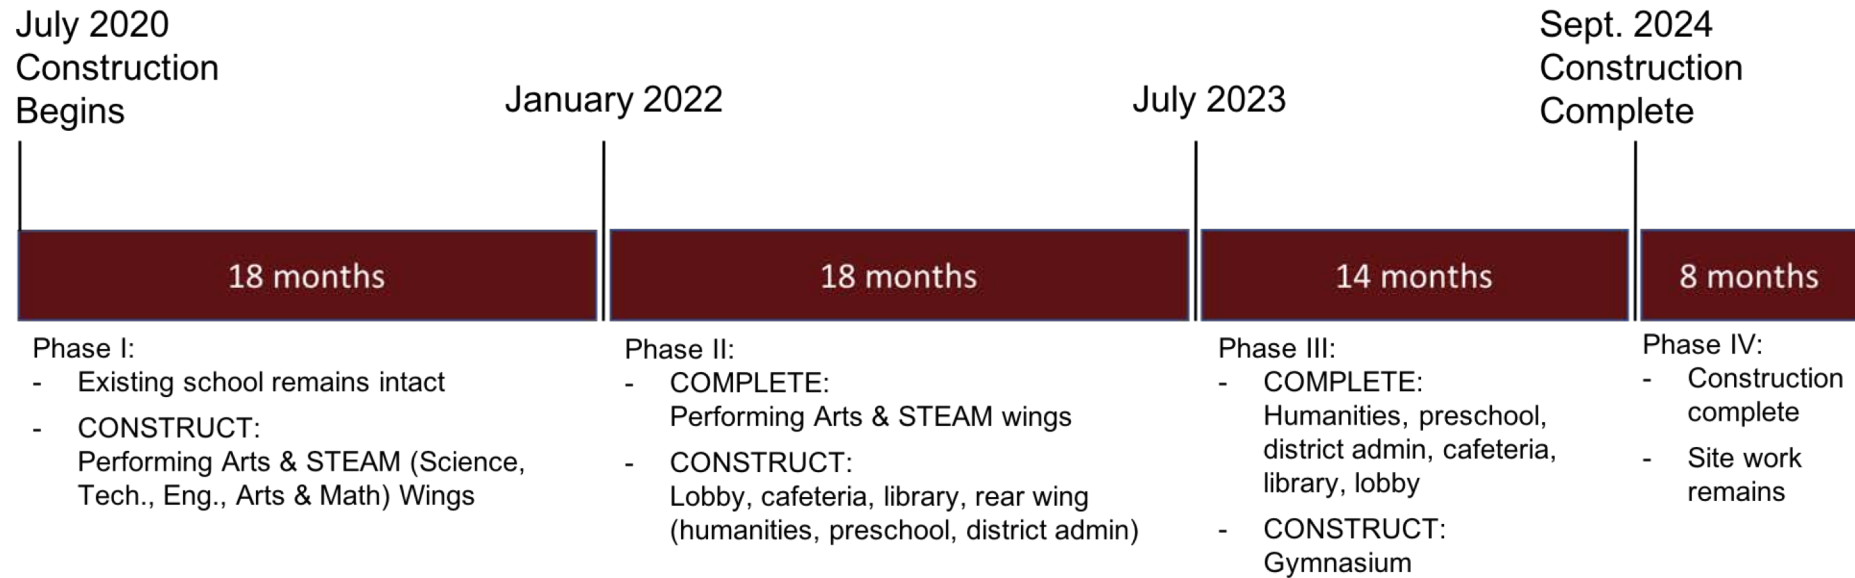 July 2020
Construction
Begins
January 2022
July 2023
Sept. 2024
Construction
Complete
18 months
18 months
14 months
8 months
Phase I:
- Existing school remains intact
- CONSTRUCT:
Performing Arts & STEAM (Science,
Tech., Eng., Arts & Math) Wings
Phase II:
- COMPLETE:
Performing Arts & STEAM wings
- CONSTRUCT:
Lobby, cafeteria, library, rear wing
(humanities, preschool, district admin)
Phase III:
- COMPLETE:
Humanities, preschool,
district admin, cafeteria,
library, lobby
- CONSTRUCT:
Gymnasium
Phase IV:
- Construction
complete
- Site work
remains